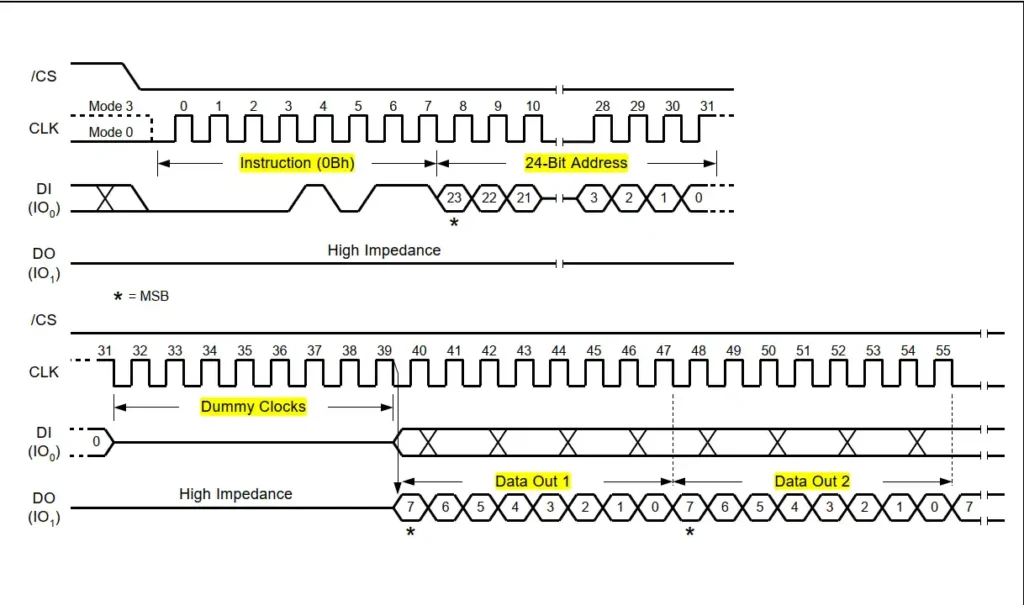 /CS
Mode 3 0 1 2 3 4 5 6 7 8 9 10 28 29 30 31
CLK
Mode 0
Instruction (0Bh) 24-Bit Address
DI
(IO0)
23 22 21 3 2 1 0
*
High Impedance
DO
(IO1)
* = MSB
/CS
31 32 33 34 35 36 37 38 39 40 41 42 43 44 45 46 47 48 49 50 51 52 53 54 55
CLK
Dummy Clocks
DI
(IO0)
0
Data Out 1 Data Out 2
High Impedance
DO
(IO1)
7 6 5 4 3 2 1 0 7 6 5 4 3 2 1 0 7
* *